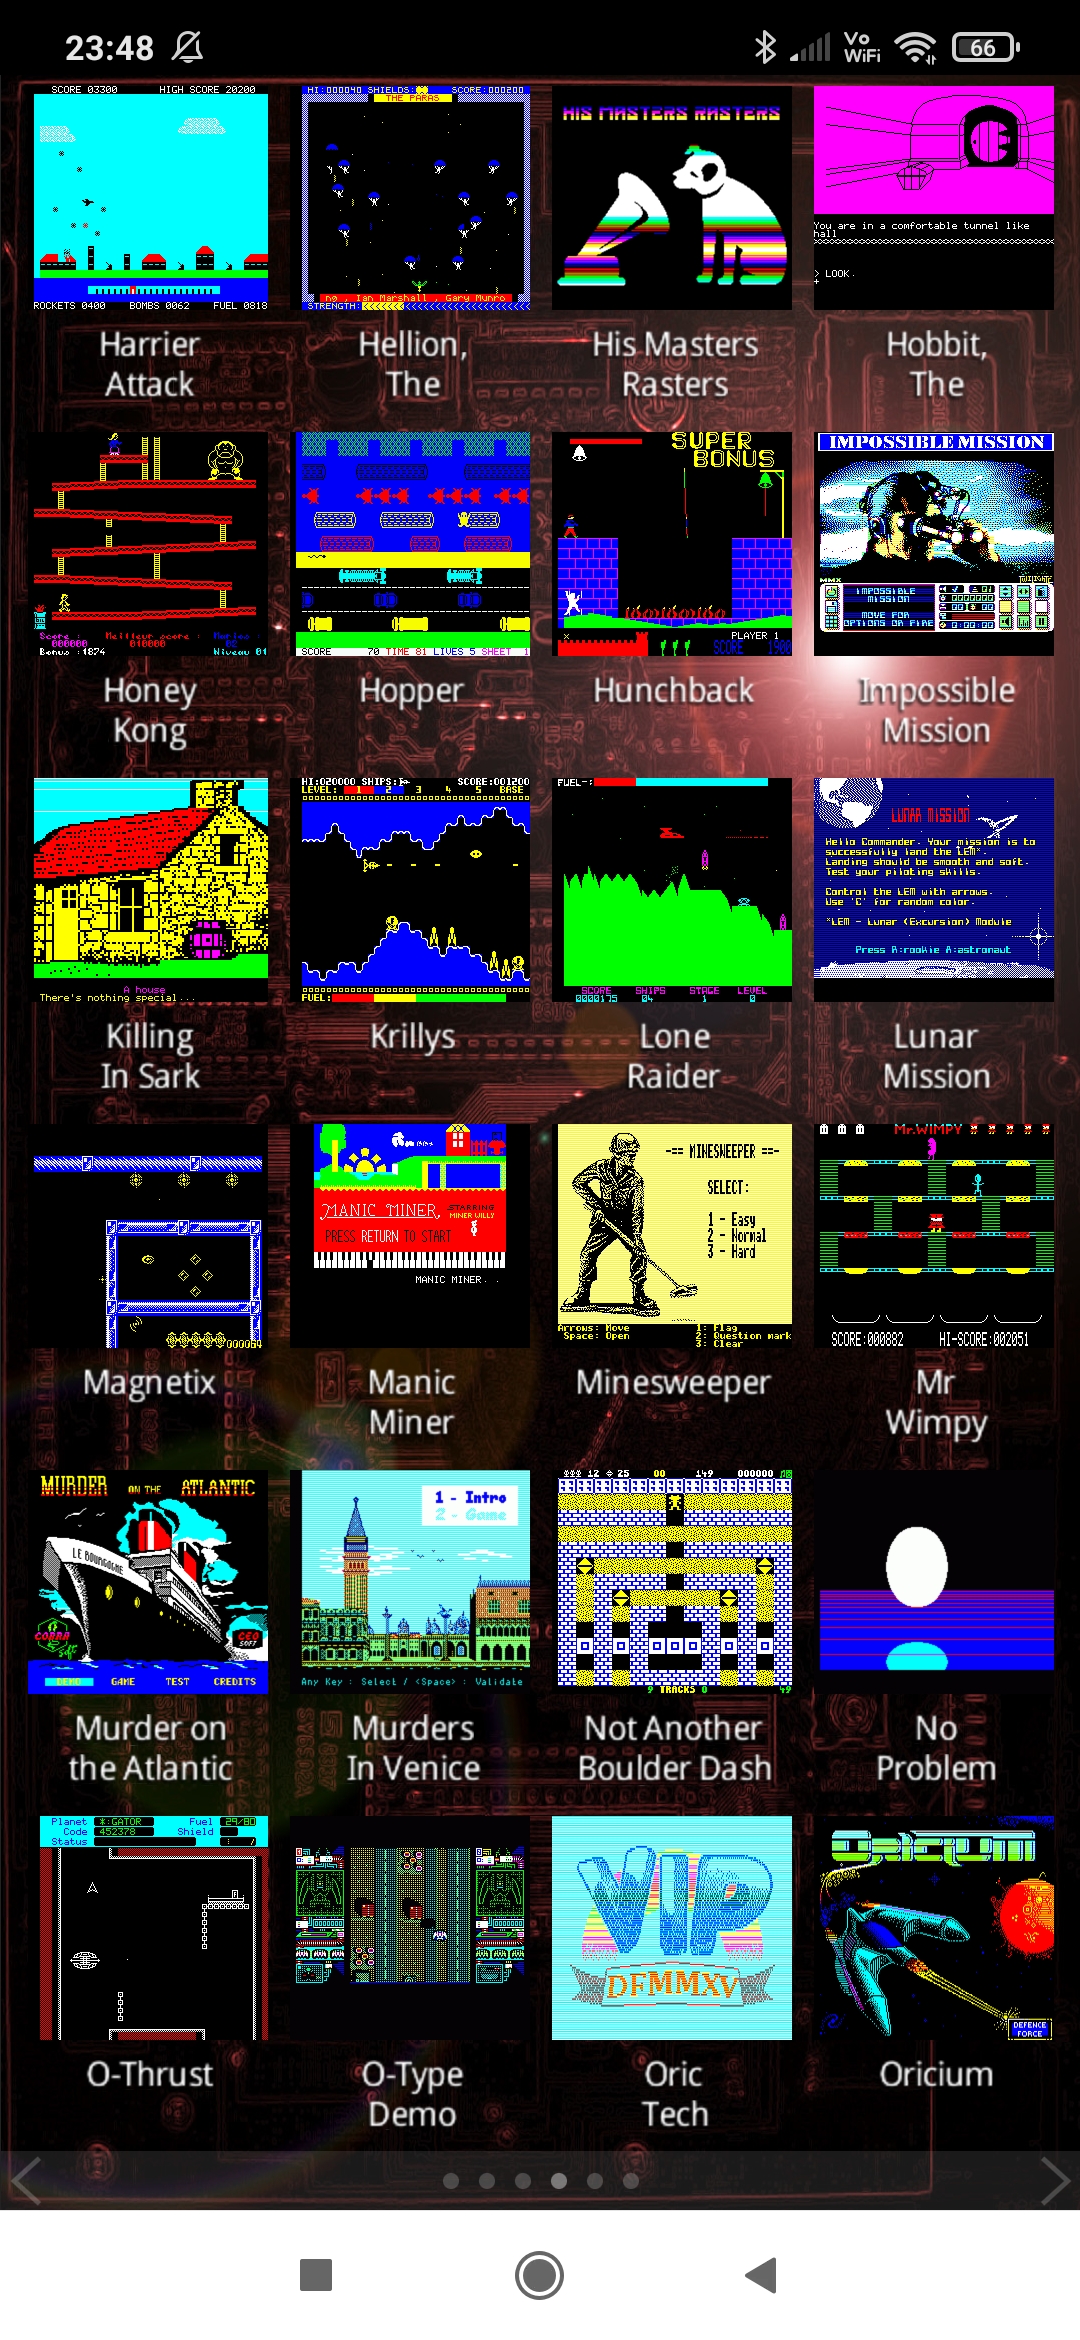 23:48
Vo
WiFi
66
SCORE 03300 HIGH SCORE 20200
ROCKETS 0400 BOMBS 0062 FUEL 0818
HI:000040 SHIELDS: SCORE:000200
THE PARAS
ng , Ian Marshall , Gary Munro
STRENGTH:
HIS MASTERS RASTERS
You are in a comfortable tunnel like
hall
> LOOK.
+
Harrier
Attack
Hellion,
The
His Masters
Rasters
Hobbit,
The
Score : Meilleur score :
000000 010000
Bonus :1874 Niveau 01
SCORE 70 TIME 81 LIVES 5 SHEET 1
SUPER
BONUS
PLAYER 1
SCORE 1900
IMPOSSIBLE MISSION
MMX TWILIGHTE
IMPOSSIBLE
MISSION
MOVE FOR
OPTIONS OR FIRE
Honey
Kong
Hopper
Hunchback
Impossible
Mission
A house
There's nothing special...
HI:020000 SHIPS: SCORE:001200
LEVEL: 1 2 3 4 5 BASE
FUEL:
FUEL-:
SCORE SHIPS STAGE LEVEL
0000175 04 1 0
LUNAR MISSION
Hello Commander. Your mission is to
successfully land the LEM*.
Landing should be smooth and soft.
Test your piloting skills.
Control the LEM with arrows.
Use 'C' for random color.
*LEM - Lunar (Excursion) Module
Press R:rookie A:astronaut
Killing
In Sark
Krillys
Lone
Raider
Lunar
Mission
000064
MANIC MINER
STARRING
MINER WILLY
PRESS RETURN TO START
MANIC MINER. .
-== MINESWEEPER ==-
SELECT:
1 - Easy
2 - Normal
3 - Hard
Arrows: Move 1: Flag
Space: Open 2: Question mark
3: Clear
Mr.WIMPY
SCORE:000882 HI-SCORE:002051
Magnetix
Manic
Miner
Minesweeper
Mr
Wimpy
MURDER ON THE ATLANTIC
LE BOURGOGNE
COBRA
Soft
CEO
SOFT
DEMO GAME TEST CREDITS
1 - Intro
2 - Game
Any Key : Select / <Space> : Validate
12 25 00 149 000000
9 TRACKS 0 49
Murder on
the Atlantic
Murders
In Venice
Not Another
Boulder Dash
No
Problem
Planet *:GATOR Fuel 29/80
Code 452378 Shield
Status : /
VIP
DFMMXV
ORICIUM
DEFENCE
FORCE
O-Thrust
O-Type
Demo
Oric
Tech
Oricium